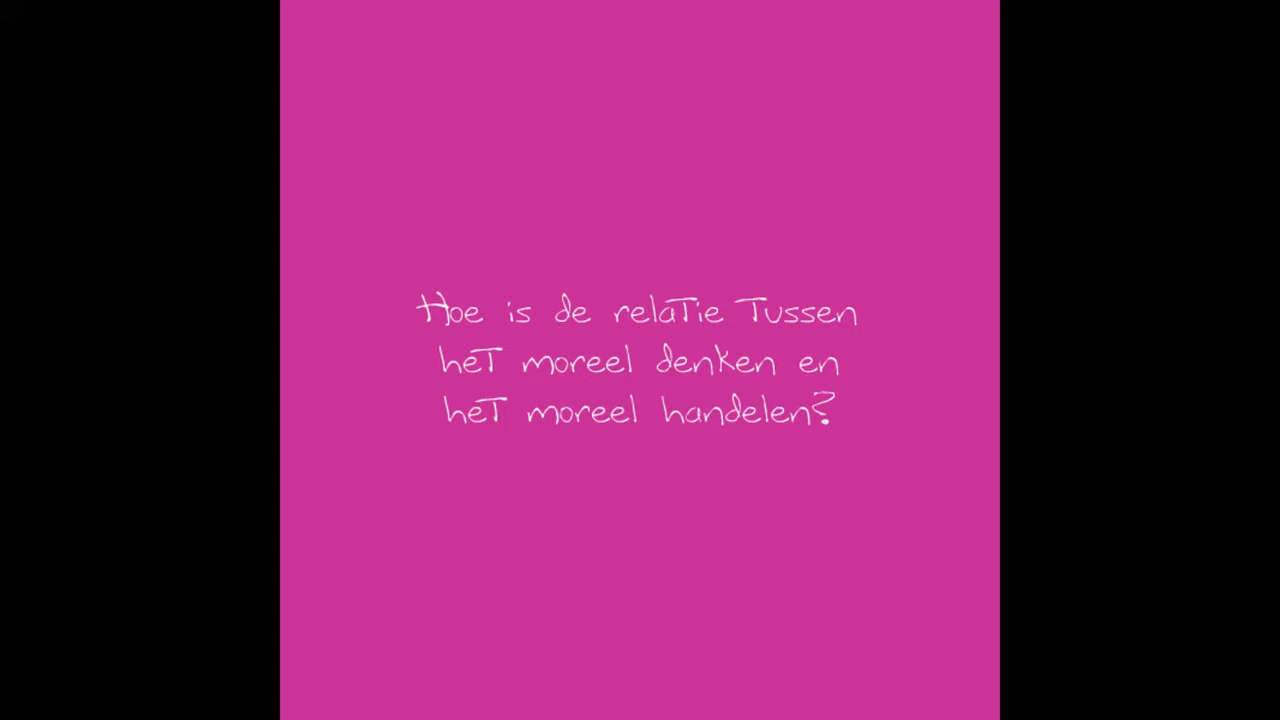 Hoe is de relatie tussen
het moreel denken en
het moreel handelen?